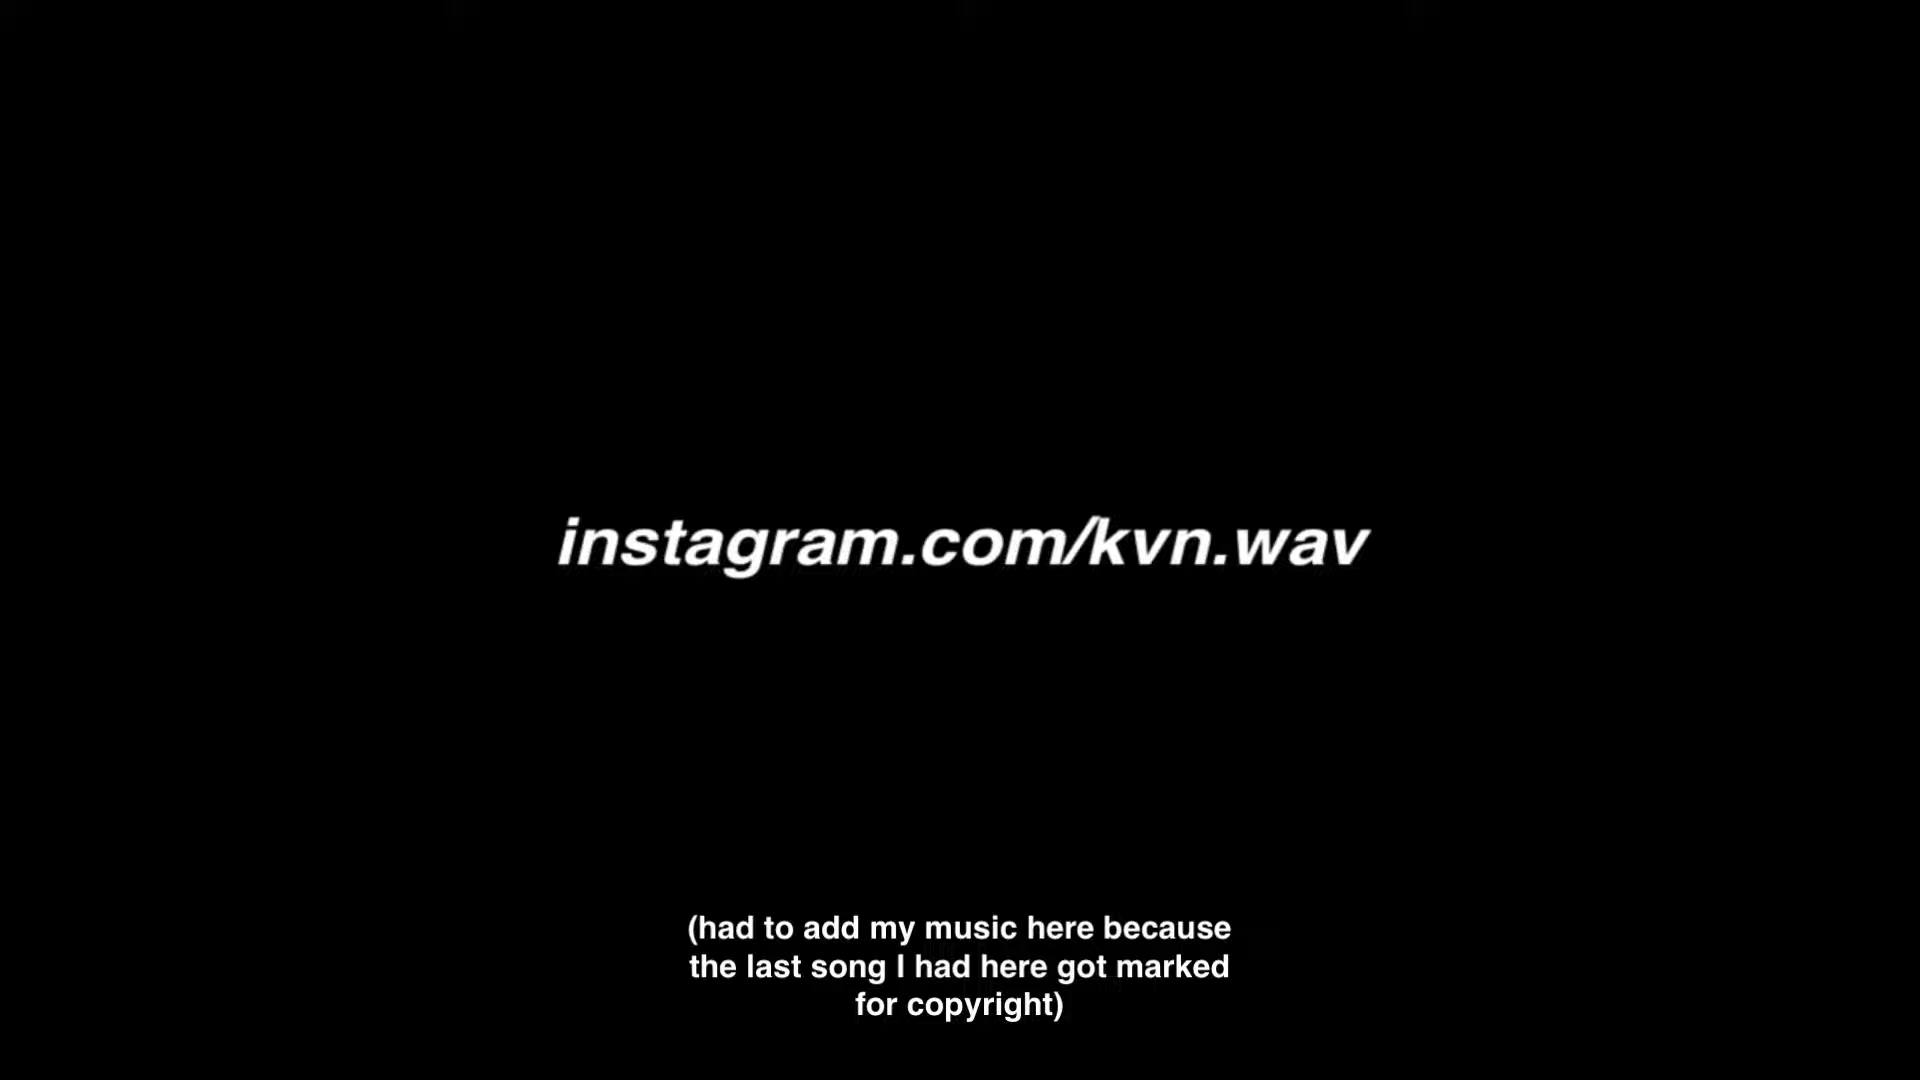 instagram.com/kvn.wav
(had to add my music here because
the last song I had here got marked
for copyright)